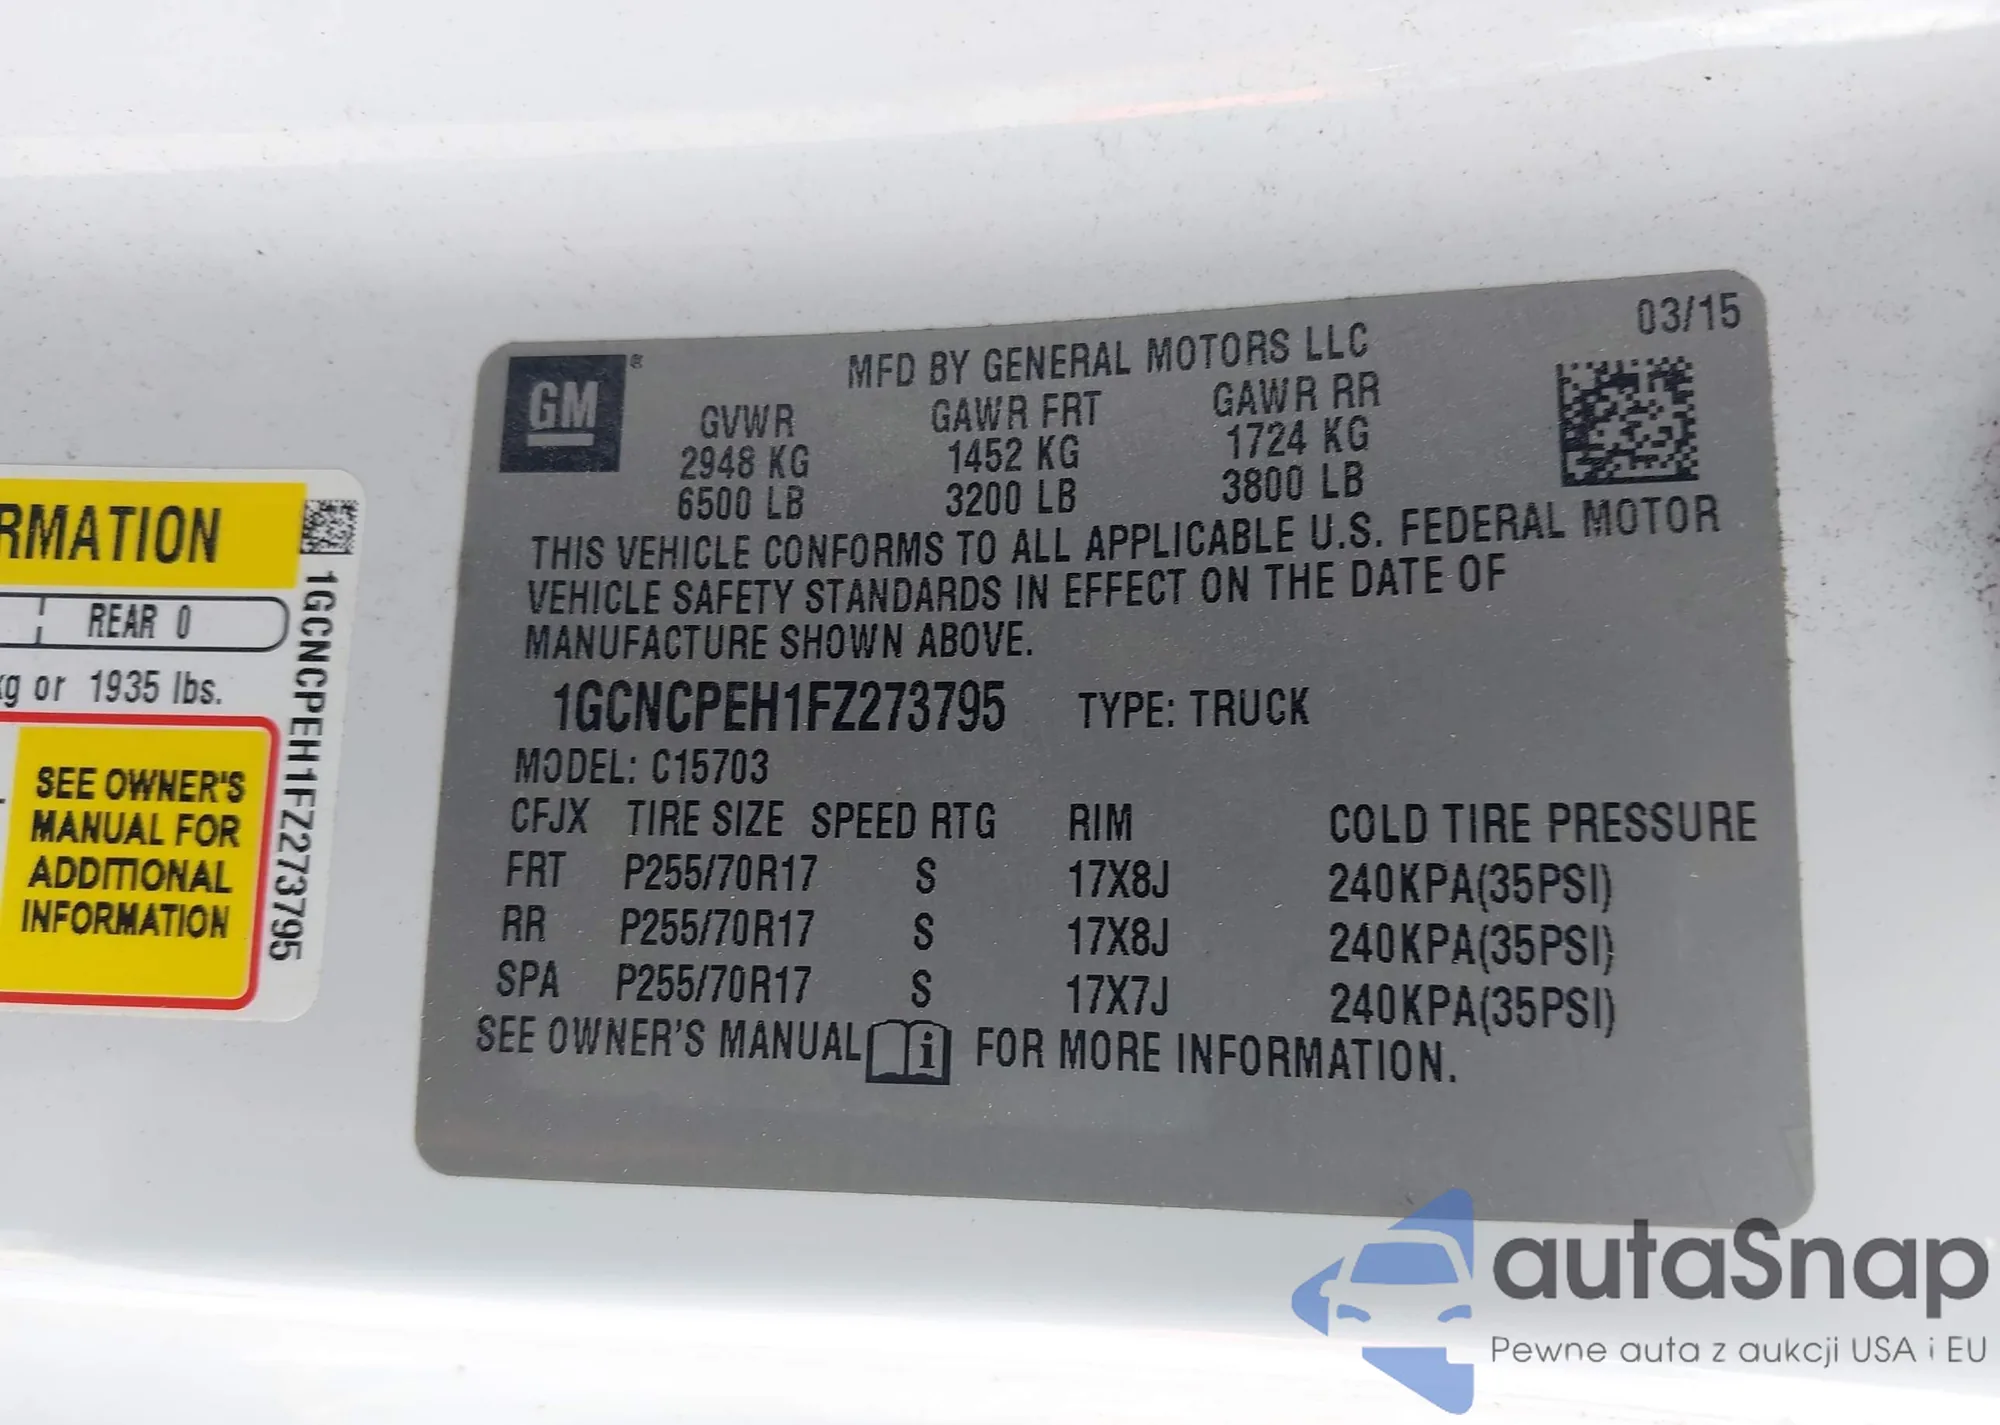 RMATION
REAR 0
kg or 1935 lbs.
SEE OWNER'S
MANUAL FOR
ADDITIONAL
INFORMATION
1GCNCPEH1FZ273795
03/15
GM
MFD BY GENERAL MOTORS LLC
GVWR GAWR FRT GAWR RR
2948 KG 1452 KG 1724 KG
6500 LB 3200 LB 3800 LB
THIS VEHICLE CONFORMS TO ALL APPLICABLE U.S. FEDERAL MOTOR
VEHICLE SAFETY STANDARDS IN EFFECT ON THE DATE OF
MANUFACTURE SHOWN ABOVE.
1GCNCPEH1FZ273795 TYPE: TRUCK
MODEL: C15703
CFJX TIRE SIZE SPEED RTG RIM COLD TIRE PRESSURE
FRT P255/70R17 S 17X8J 240KPA(35PSI)
RR P255/70R17 S 17X8J 240KPA(35PSI)
SPA P255/70R17 S 17X7J 240KPA(35PSI)
SEE OWNER'S MANUAL i FOR MORE INFORMATION.
autaSnap
Pewne auta z aukcji USA i EU